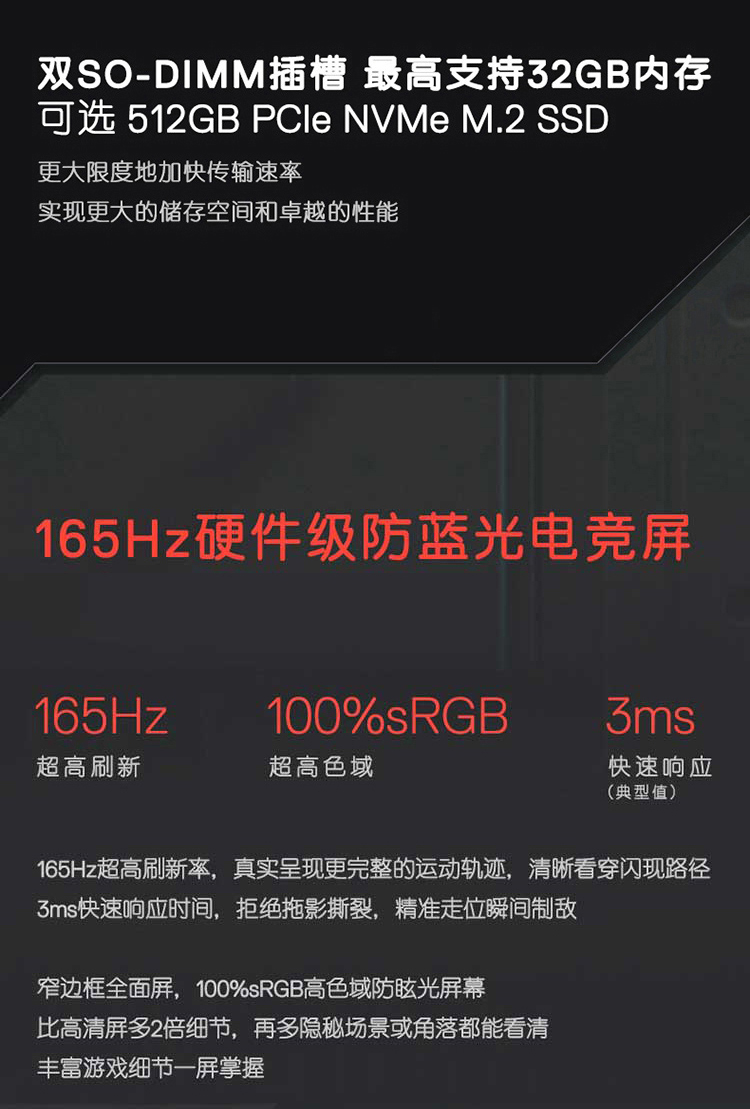 双SO-DIMM插槽 最高支持32GB内存
可选 512GB PCIe NVMe M.2 SSD
更大限度地加快传输速率
实现更大的储存空间和卓越的性能
165Hz硬件级防蓝光电竞屏
165Hz 100%sRGB 3ms
超高刷新 超高色域 快速响应
(典型值)
165Hz超高刷新率，真实呈现更完整的运动轨迹，清晰看穿闪现路径
3ms快速响应时间，拒绝拖影撕裂，精准走位瞬间制敌
窄边框全面屏，100%sRGB高色域防眩光屏幕
比高清屏多2倍细节，再多隐秘场景或角落都能看清
丰富游戏细节一屏掌握